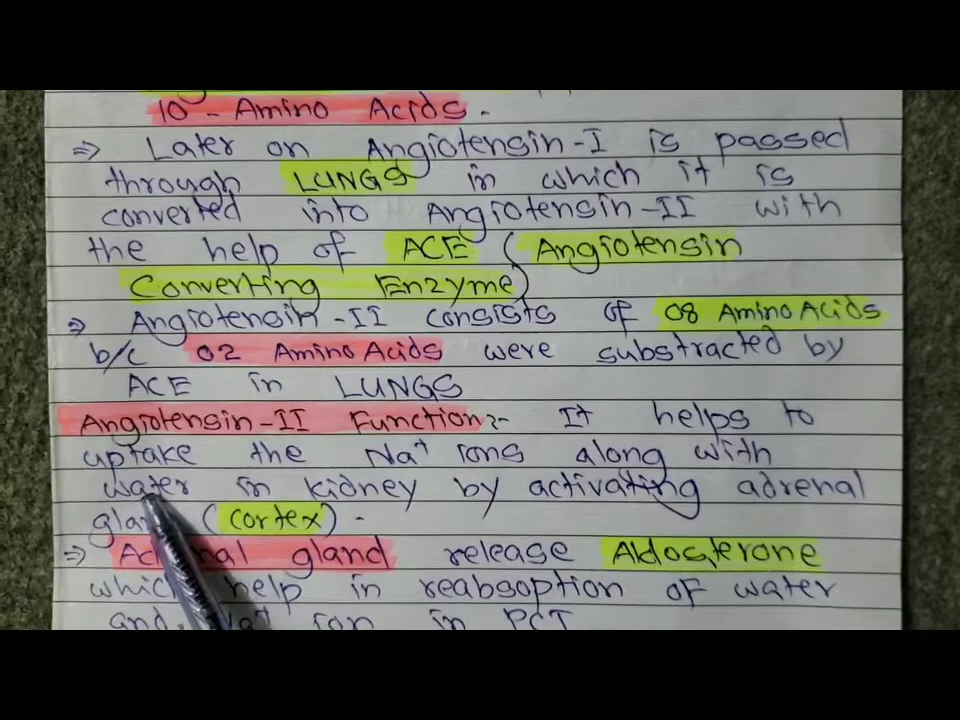 10 - Amino Acids.
⇒ Later on Angiotensin-I is passed
through LUNGS in which it is
converted into Angiotensin-II with
the help of ACE (Angiotensin
Converting Enzyme)
⇒ Angiotensin-II consists of 08 Amino Acids
b/c 02 Amino Acids were substracted by
ACE in LUNGS
Angiotensin-II Function:- It helps to
uptake the Na+ ions along with
water in kidney by activating adrenal
(cortex).
⇒ gland release Aldosterone
which help in reabsoption of water
and ion in PCT